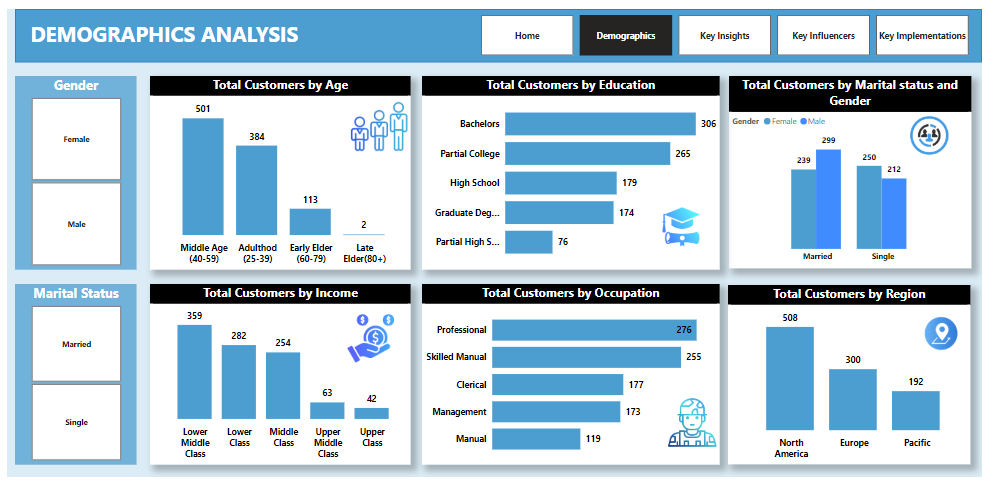 DEMOGRAPHICS ANALYSIS
Home
Demographics
Key Insights
Key Influencers
Key Implementations
Gender
Female
Male
Total Customers by Age
501
384
113
2
Middle Age
(40-59)
Adulthod
(25-39)
Early Elder
(60-79)
Late
Elder(80+)
Total Customers by Education
Bachelors
306
Partial College
265
High School
179
Graduate Deg...
174
Partial High S...
76
Total Customers by Marital status and
Gender
Gender Female Male
239
299
250
212
Married
Single
Marital Status
Married
Single
Total Customers by Income
359
282
254
63
42
Lower
Middle
Class
Lower
Class
Middle
Class
Upper
Middle
Class
Upper
Class
Total Customers by Occupation
Professional
276
Skilled Manual
255
Clerical
177
Management
173
Manual
119
Total Customers by Region
508
300
192
North
America
Europe
Pacific